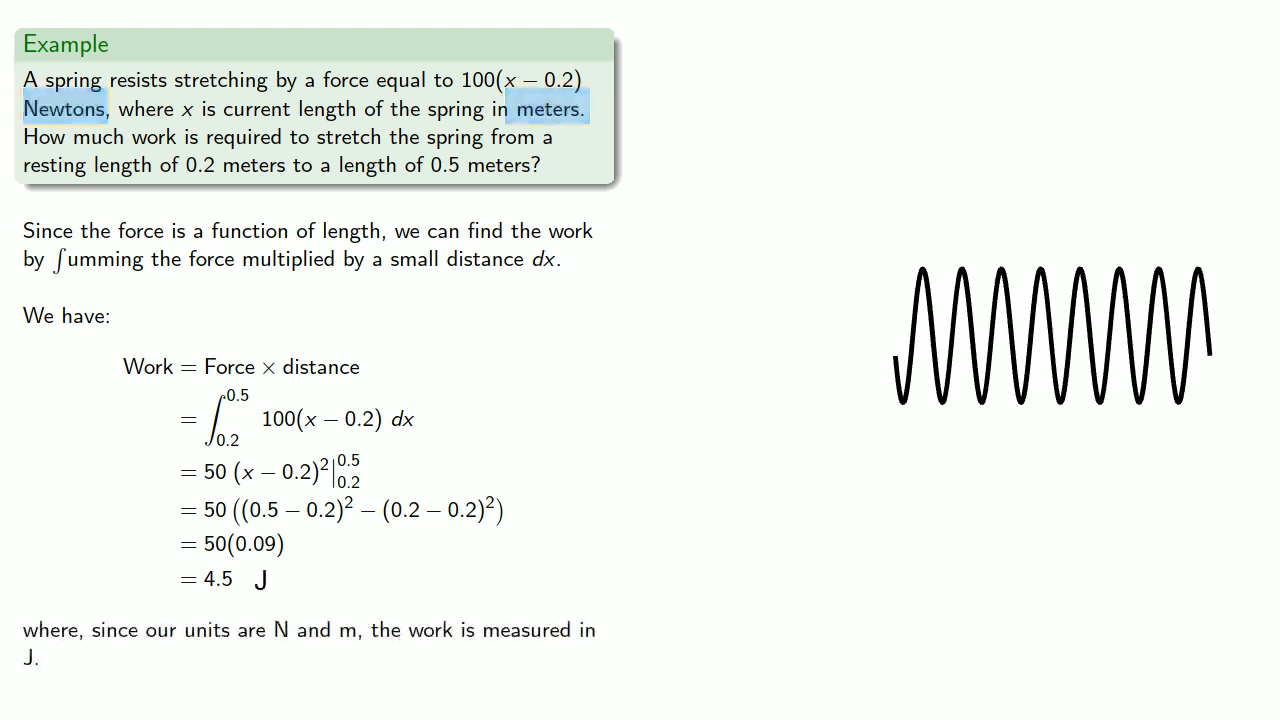 Example
A spring resists stretching by a force equal to 100(x − 0.2)
Newtons, where x is current length of the spring in meters.
How much work is required to stretch the spring from a
resting length of 0.2 meters to a length of 0.5 meters?
Since the force is a function of length, we can find the work
by ∫umming the force multiplied by a small distance dx.
We have:
Work = Force × distance
= ∫_{0.2}^{0.5} 100(x − 0.2) dx
= 50 (x − 0.2)²|_{0.2}^{0.5}
= 50 ((0.5 − 0.2)² − (0.2 − 0.2)²)
= 50(0.09)
= 4.5 J
where, since our units are N and m, the work is measured in
J.